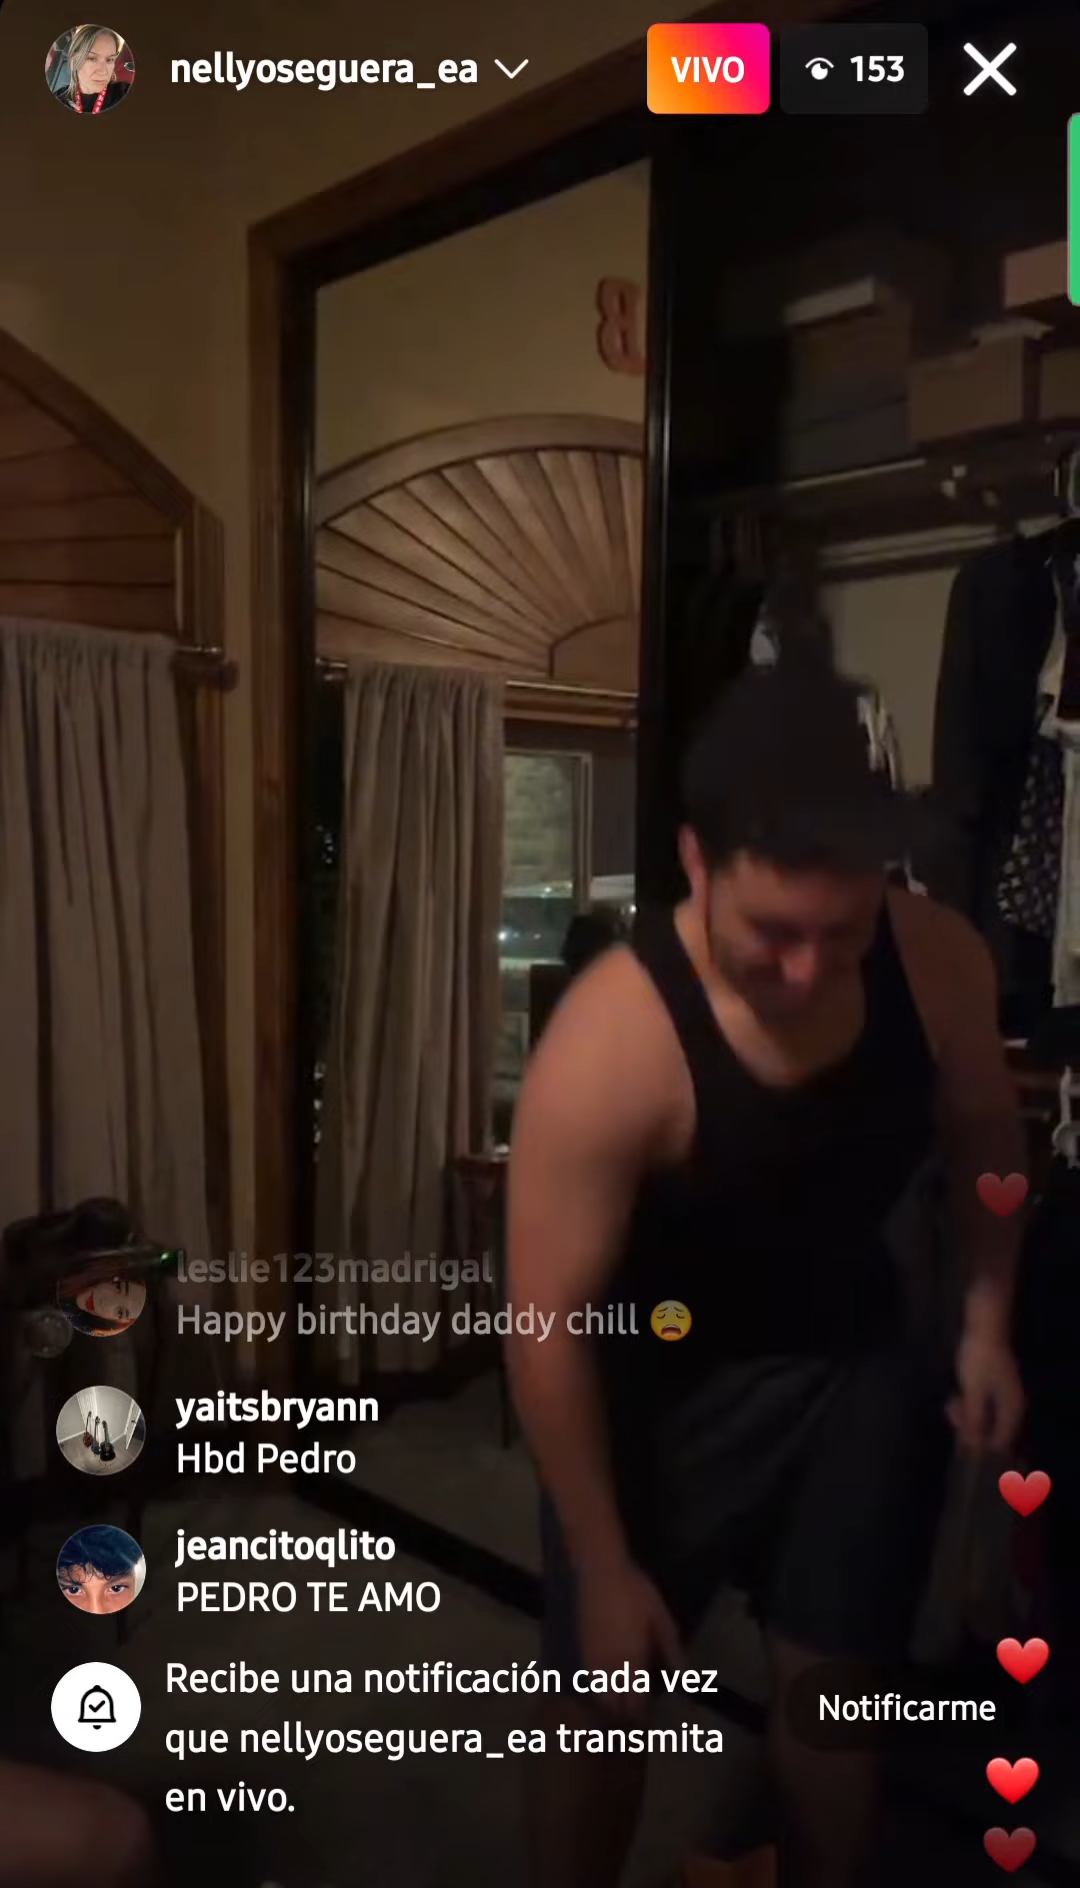 nellyoseguera_ea
VIVO
153
leslie123madrigal
Happy birthday daddy chill 😩
yaitsbryann
Hbd Pedro
jeancitoqlito
PEDRO TE AMO
Recibe una notificación cada vez
que nellyoseguera_ea transmita
en vivo.
Notificarme